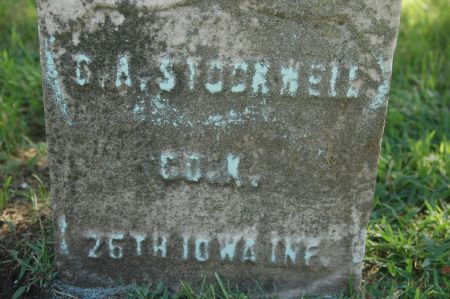 G.A. STOCKWELL
CO. K.
26TH IOWA INF.